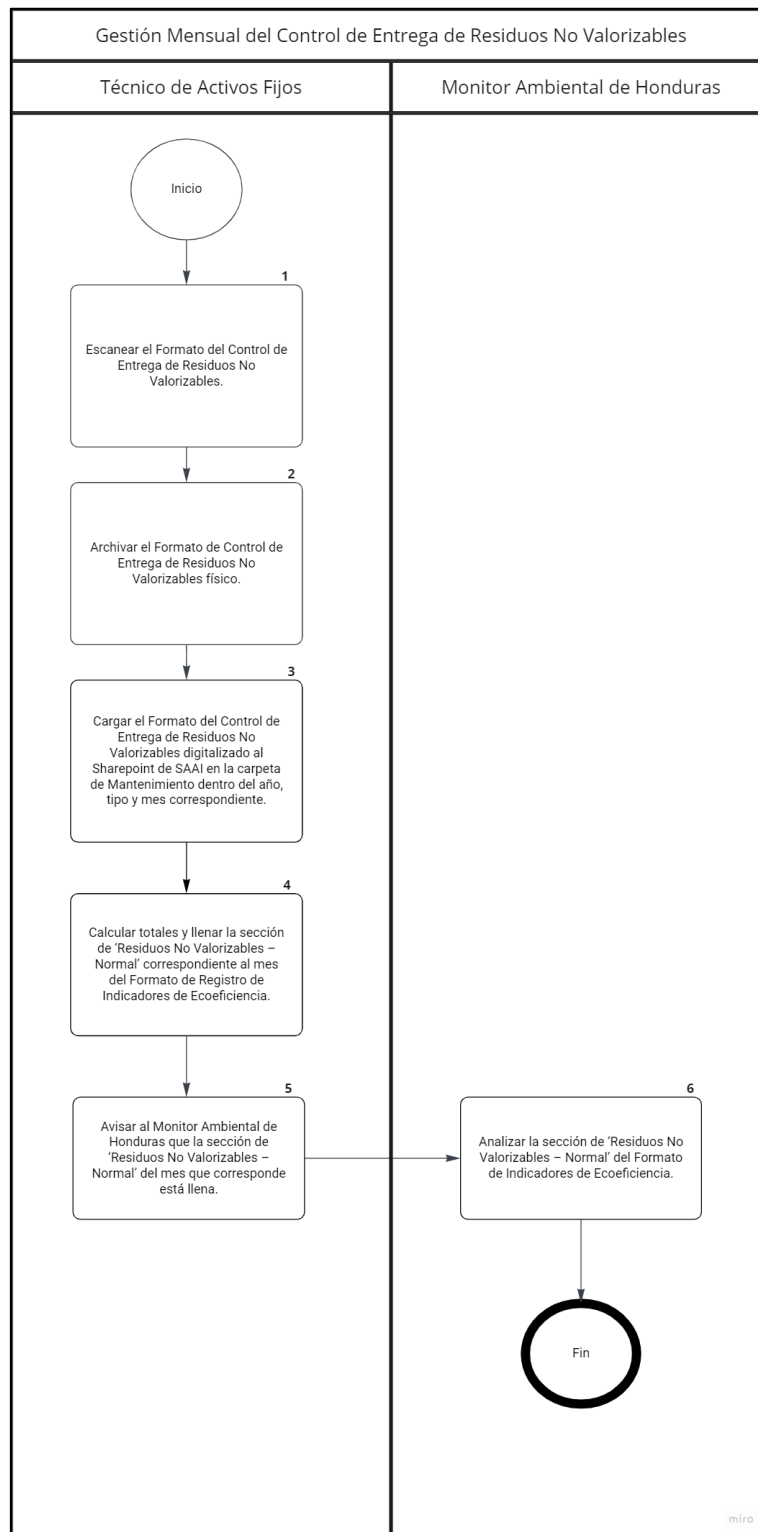 Gestión Mensual del Control de Entrega de Residuos No Valorizables
Técnico de Activos Fijos
Monitor Ambiental de Honduras
Inicio
1
Escanear el Formato del Control de
Entrega de Residuos No
Valorizables.
2
Archivar el Formato de Control de
Entrega de Residuos No
Valorizables físico.
3
Cargar el Formato del Control de
Entrega de Residuos No
Valorizables digitalizado al
Sharepoint de SAAI en la carpeta
de Mantenimiento dentro del año,
tipo y mes correspondiente.
4
Calcular totales y llenar la sección
de ‘Residuos No Valorizables –
Normal’ correspondiente al mes
del Formato de Registro de
Indicadores de Ecoeficiencia.
5
Avisar al Monitor Ambiental de
Honduras que la sección de
‘Residuos No Valorizables –
Normal’ del mes que corresponde
está llena.
6
Analizar la sección de ‘Residuos No
Valorizables – Normal’ del Formato
de Indicadores de Ecoeficiencia.
Fin
miro